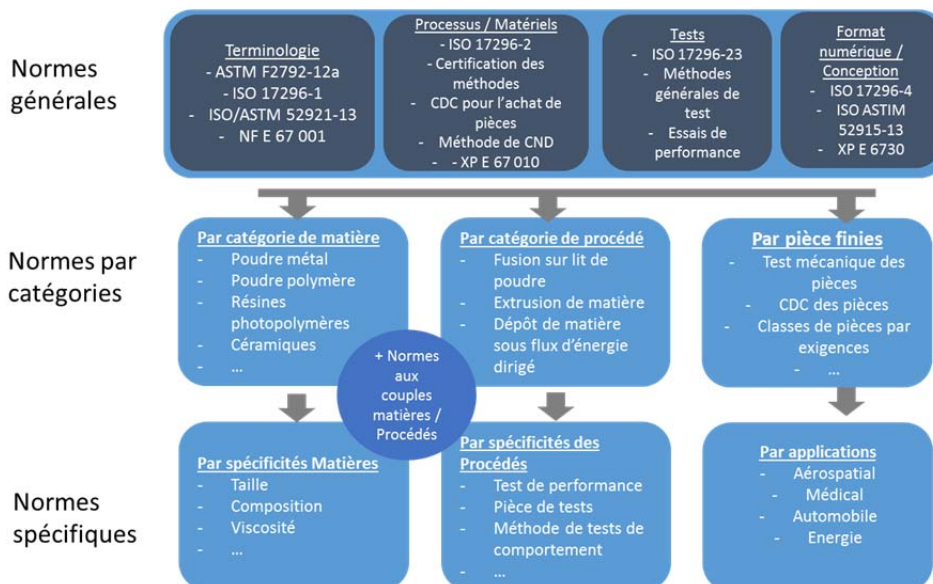 Normes
générales
Terminologie
- ASTM F2792-12a
- ISO 17296-1
- ISO/ASTM 52921-13
- NF E 67 001
Processus / Matériels
- ISO 17296-2
- Certification des
méthodes
- CDC pour l'achat de
pièces
- Méthode de CND
- - XP E 67 010
Tests
- ISO 17296-23
- Méthodes
générales de
test
- Essais de
performance
Format
numérique /
Conception
- ISO 17296-4
- ISO ASTIM
52915-13
- XP E 6730
Normes par
catégories
Par catégorie de matière
- Poudre métal
- Poudre polymère
- Résines
photopolymères
- Céramiques
- ...
Par catégorie de procédé
- Fusion sur lit de
poudre
- Extrusion de matière
- Dépôt de matière
sous flux d'énergie
dirigé
Par pièce finies
- Test mécanique des
pièces
- CDC des pièces
- Classes de pièces par
exigences
- ...
+ Normes
aux
couples
matières /
Procédés
Normes
spécifiques
Par spécificités Matières
- Taille
- Composition
- Viscosité
- ...
Par spécificités des
Procédés
- Test de performance
- Pièce de tests
- Méthode de tests de
comportement
- ...
Par applications
- Aérospatial
- Médical
- Automobile
- Energie